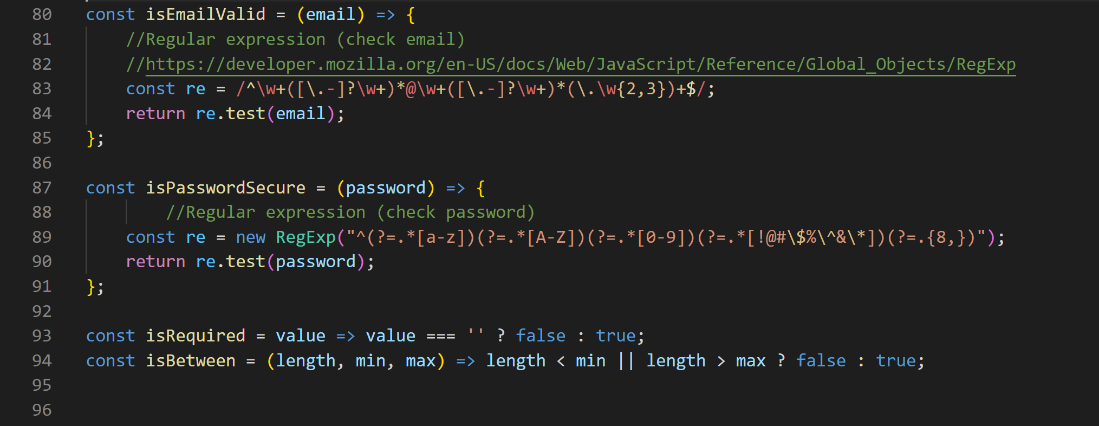 80 const isEmailValid = (email) => {
81     //Regular expression (check email)
82     //https://developer.mozilla.org/en-US/docs/Web/JavaScript/Reference/Global_Objects/RegExp
83     const re = /^\w+([\.-]?\w+)*@\w+([\.-]?\w+)*(\.\w{2,3})+$/;
84     return re.test(email);
85 };
86
87 const isPasswordSecure = (password) => {
88         //Regular expression (check password)
89     const re = new RegExp("^(?=.*[a-z])(?=.*[A-Z])(?=.*[0-9])(?=.*[!@#\$%\^&\*])(?=.{8,})");
90     return re.test(password);
91 };
92
93 const isRequired = value => value === '' ? false : true;
94 const isBetween = (length, min, max) => length < min || length > max ? false : true;
95
96